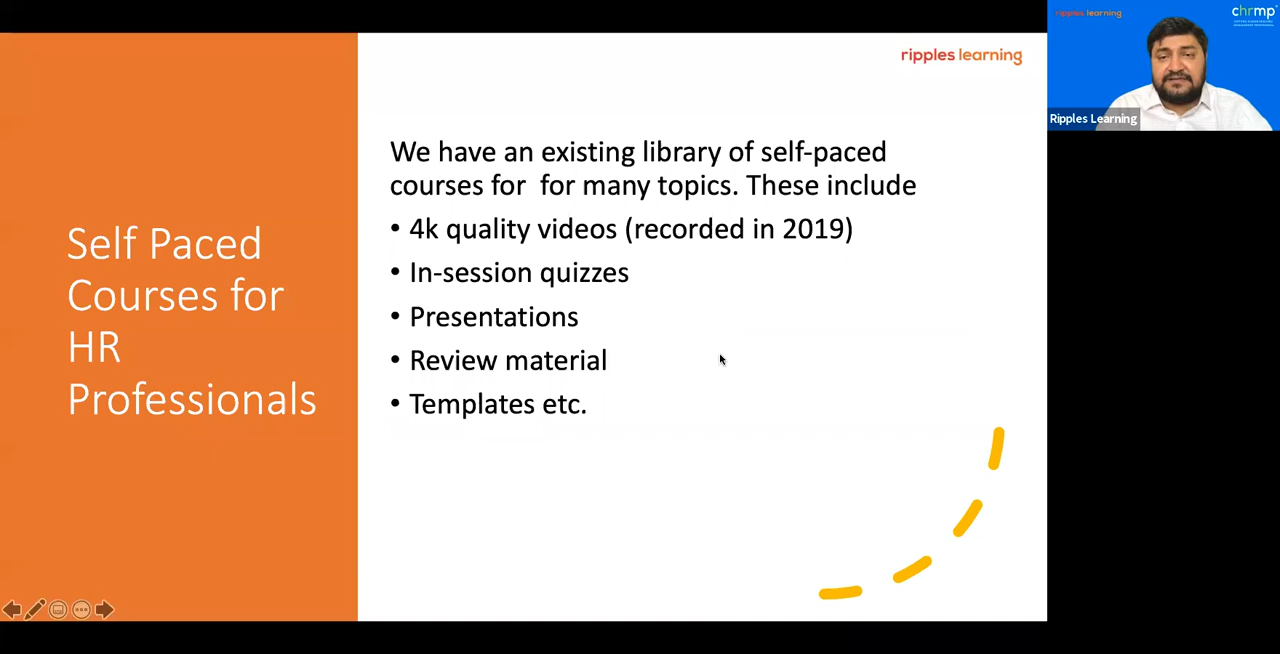 Self Paced
Courses for
HR
Professionals
ripples learning
We have an existing library of self-paced
courses for  for many topics. These include
• 4k quality videos (recorded in 2019)
• In-session quizzes
• Presentations
• Review material
• Templates etc.
ripples learning
chrmp
Ripples Learning